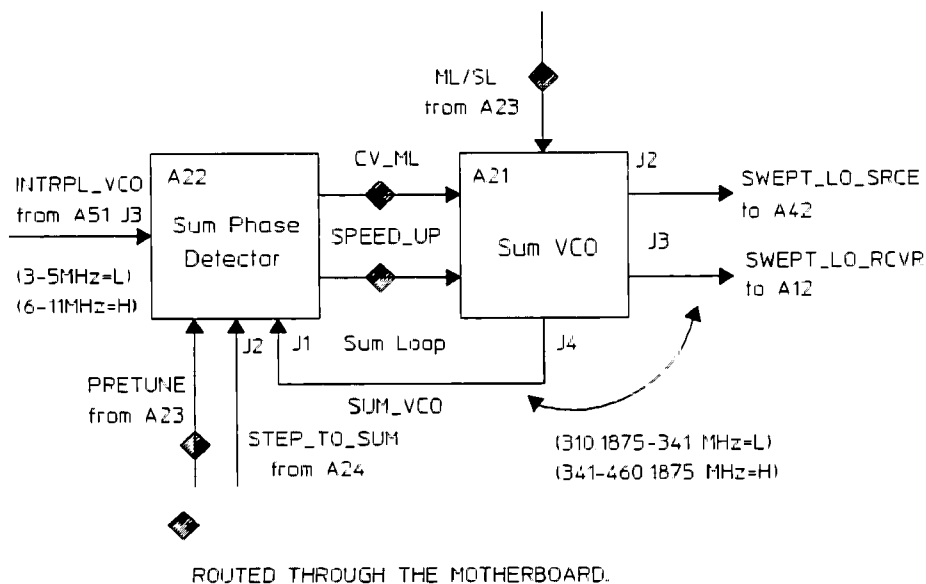 ML/SL
from A23
A22
CV_ML
A21
J2
INTRPL_VCO
from A51 J3
SWEPT_LO_SRCE
to A42
Sum Phase
Detector
SPEED_UP
Sum VCO
J3
(3-5MHz=L)
(6-11MHz=H)
SWEPT_LO_RCVR
to A12
J2
J1
Sum Loop
J4
PRETUNE
from A23
SUM_VCO
STEP_TO_SUM
from A24
(310.1875-341 MHz=L)
(341-460.1875 MHz=H)
ROUTED THROUGH THE MOTHERBOARD.